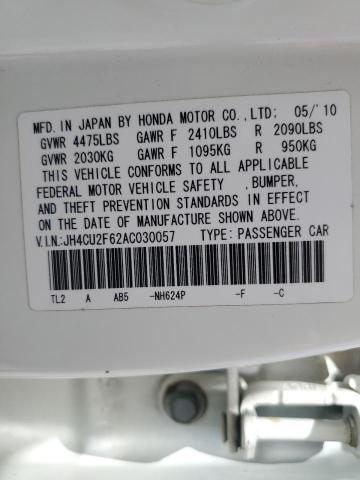 MFD. IN JAPAN BY HONDA MOTOR CO., LTD; 05/'10
GVWR 4475LBS GAWR F 2410LBS R 2090LBS
GVWR 2030KG GAWR F 1095KG R 950KG
THIS VEHICLE CONFORMS TO ALL APPLICABLE
FEDERAL MOTOR VEHICLE SAFETY ,BUMPER,
AND THEFT PREVENTION STANDARDS IN EFFECT
ON THE DATE OF MANUFACTURE SHOWN ABOVE.
V.I.N:JH4CU2F62AC030057 TYPE: PASSENGER CAR
TL2 A AB5 -NH624P -F -C